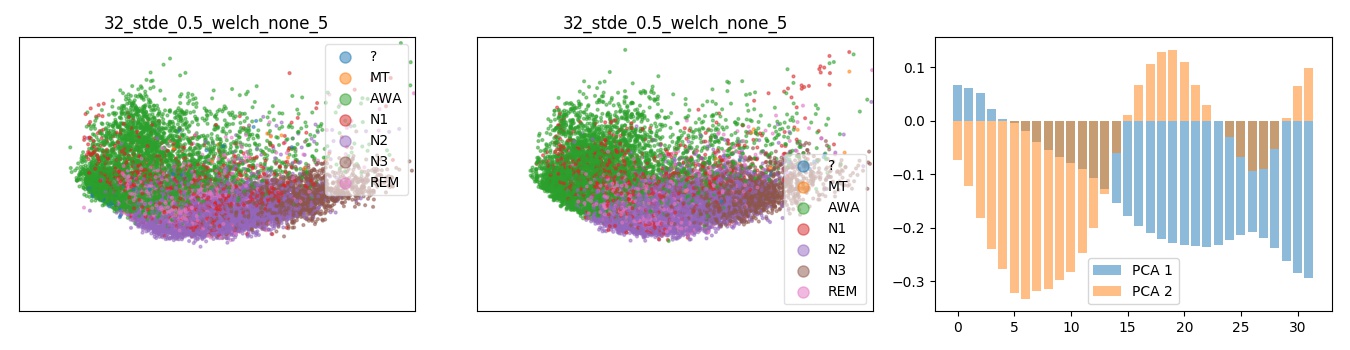 32_stde_0.5_welch_none_5
?
MT
AWA
N1
N2
N3
REM
32_stde_0.5_welch_none_5
?
MT
AWA
N1
N2
N3
REM
0.1
0.0
−0.1
−0.2
−0.3
PCA 1
PCA 2
0 5 10 15 20 25 30